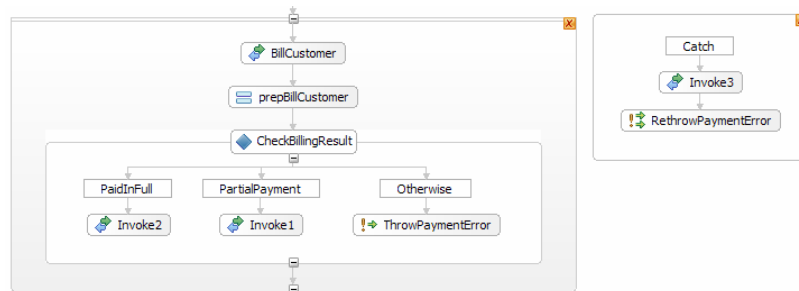 BillCustomer
prepBillCustomer
CheckBillingResult
PaidInFull PartialPayment Otherwise
Invoke2 Invoke1 ThrowPaymentError
Catch
Invoke3
RethrowPaymentError